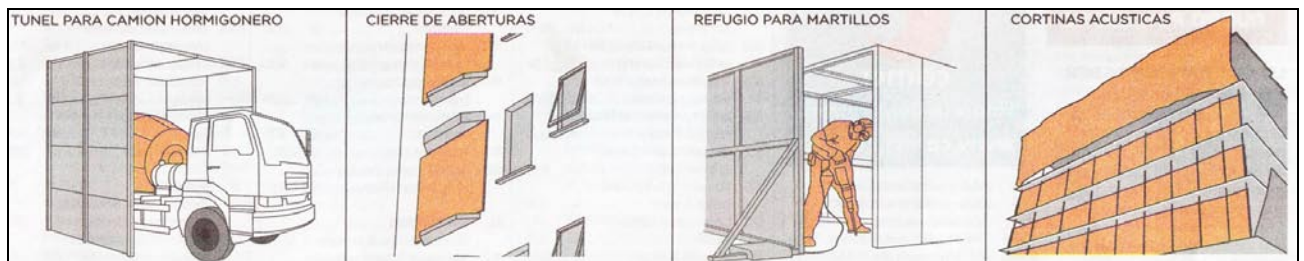 TUNEL PARA CAMION HORMIGONERO
CIERRE DE ABERTURAS
REFUGIO PARA MARTILLOS
CORTINAS ACUSTICAS